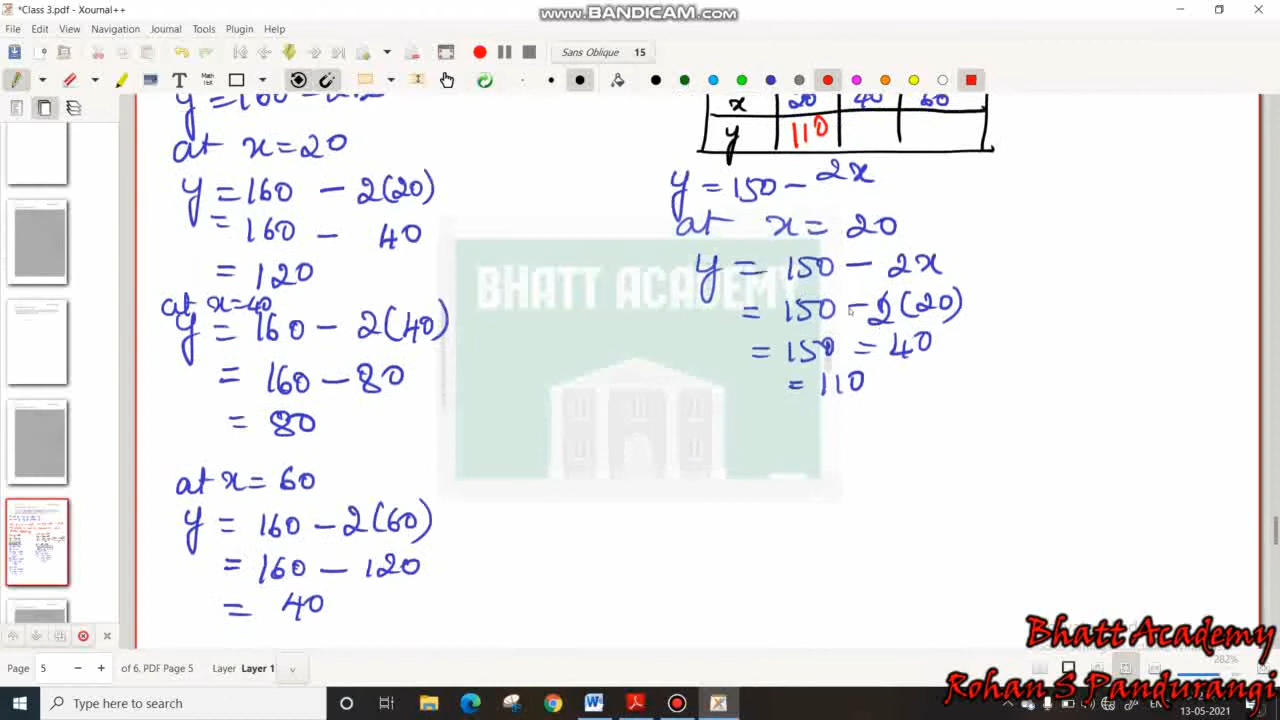 www.BANDICAM.com
*Class 3.pdf - Xournal++
File Edit View Navigation Journal Tools Plugin Help
Sans Oblique 15
at x=20
y = 160 - 2(20)
= 160 - 40
= 120
at x=40
y = 160 - 2(40)
= 160 - 80
= 80
at x = 60
y = 160 - 2(60)
= 160 - 120
= 40
x 20 40 60
y 110
y = 150 - 2x
at x = 20
y = 150 - 2x
= 150 - 2(20)
= 150 = 40
= 110
BHATT ACADEMY
Page 5 of 6. PDF Page 5 Layer Layer 1
282%
Bhatt Academy
Rohan S Pandurangi
Type here to search
13-05-2021